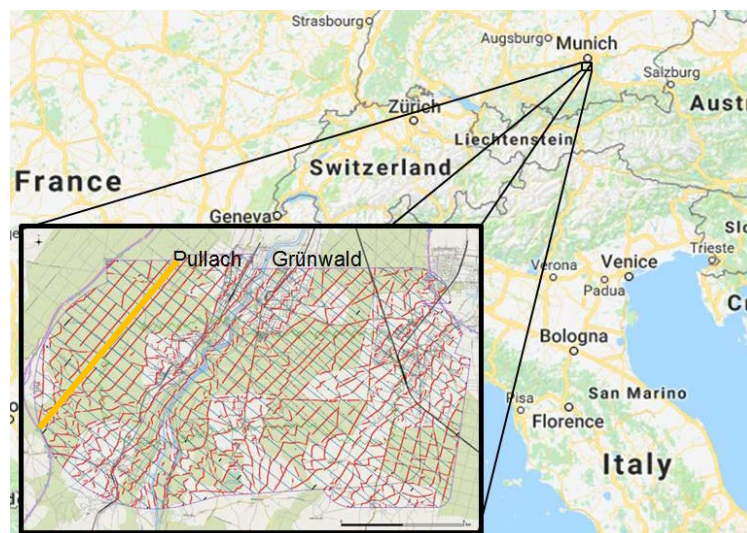 Strasbourg
Augsburg
Munich
Salzburg
Zürich
Austr
Liechtenstein
Switzerland
France
Geneva
Pullach Grünwald
Slo
Trieste
Verona
Venice
Padua
Cr
Bologna
San Marino
Pisa
Florence
Italy